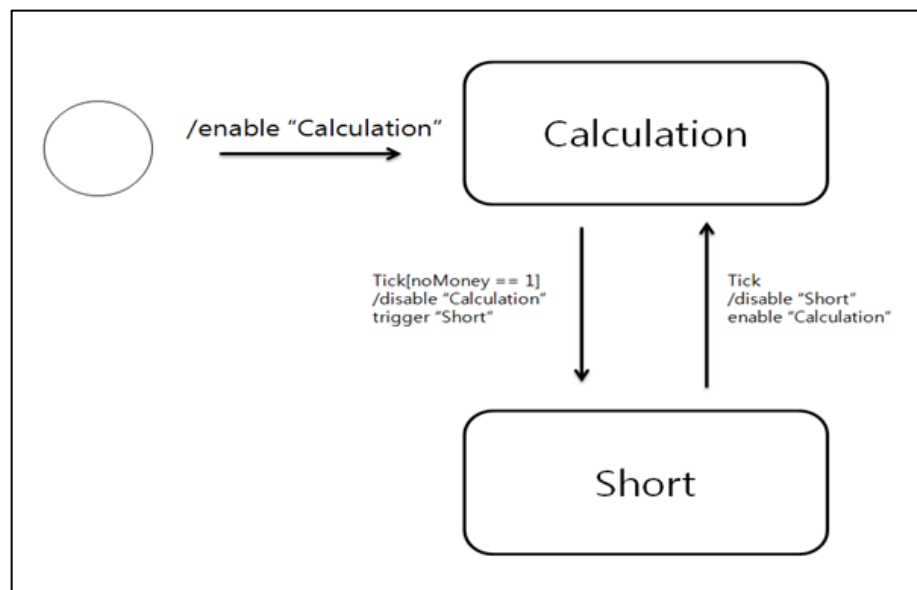 /enable “Calculation”
Calculation
Tick[noMoney == 1]
/disable “Calculation”
trigger “Short”
Tick
/disable “Short”
enable “Calculation”
Short